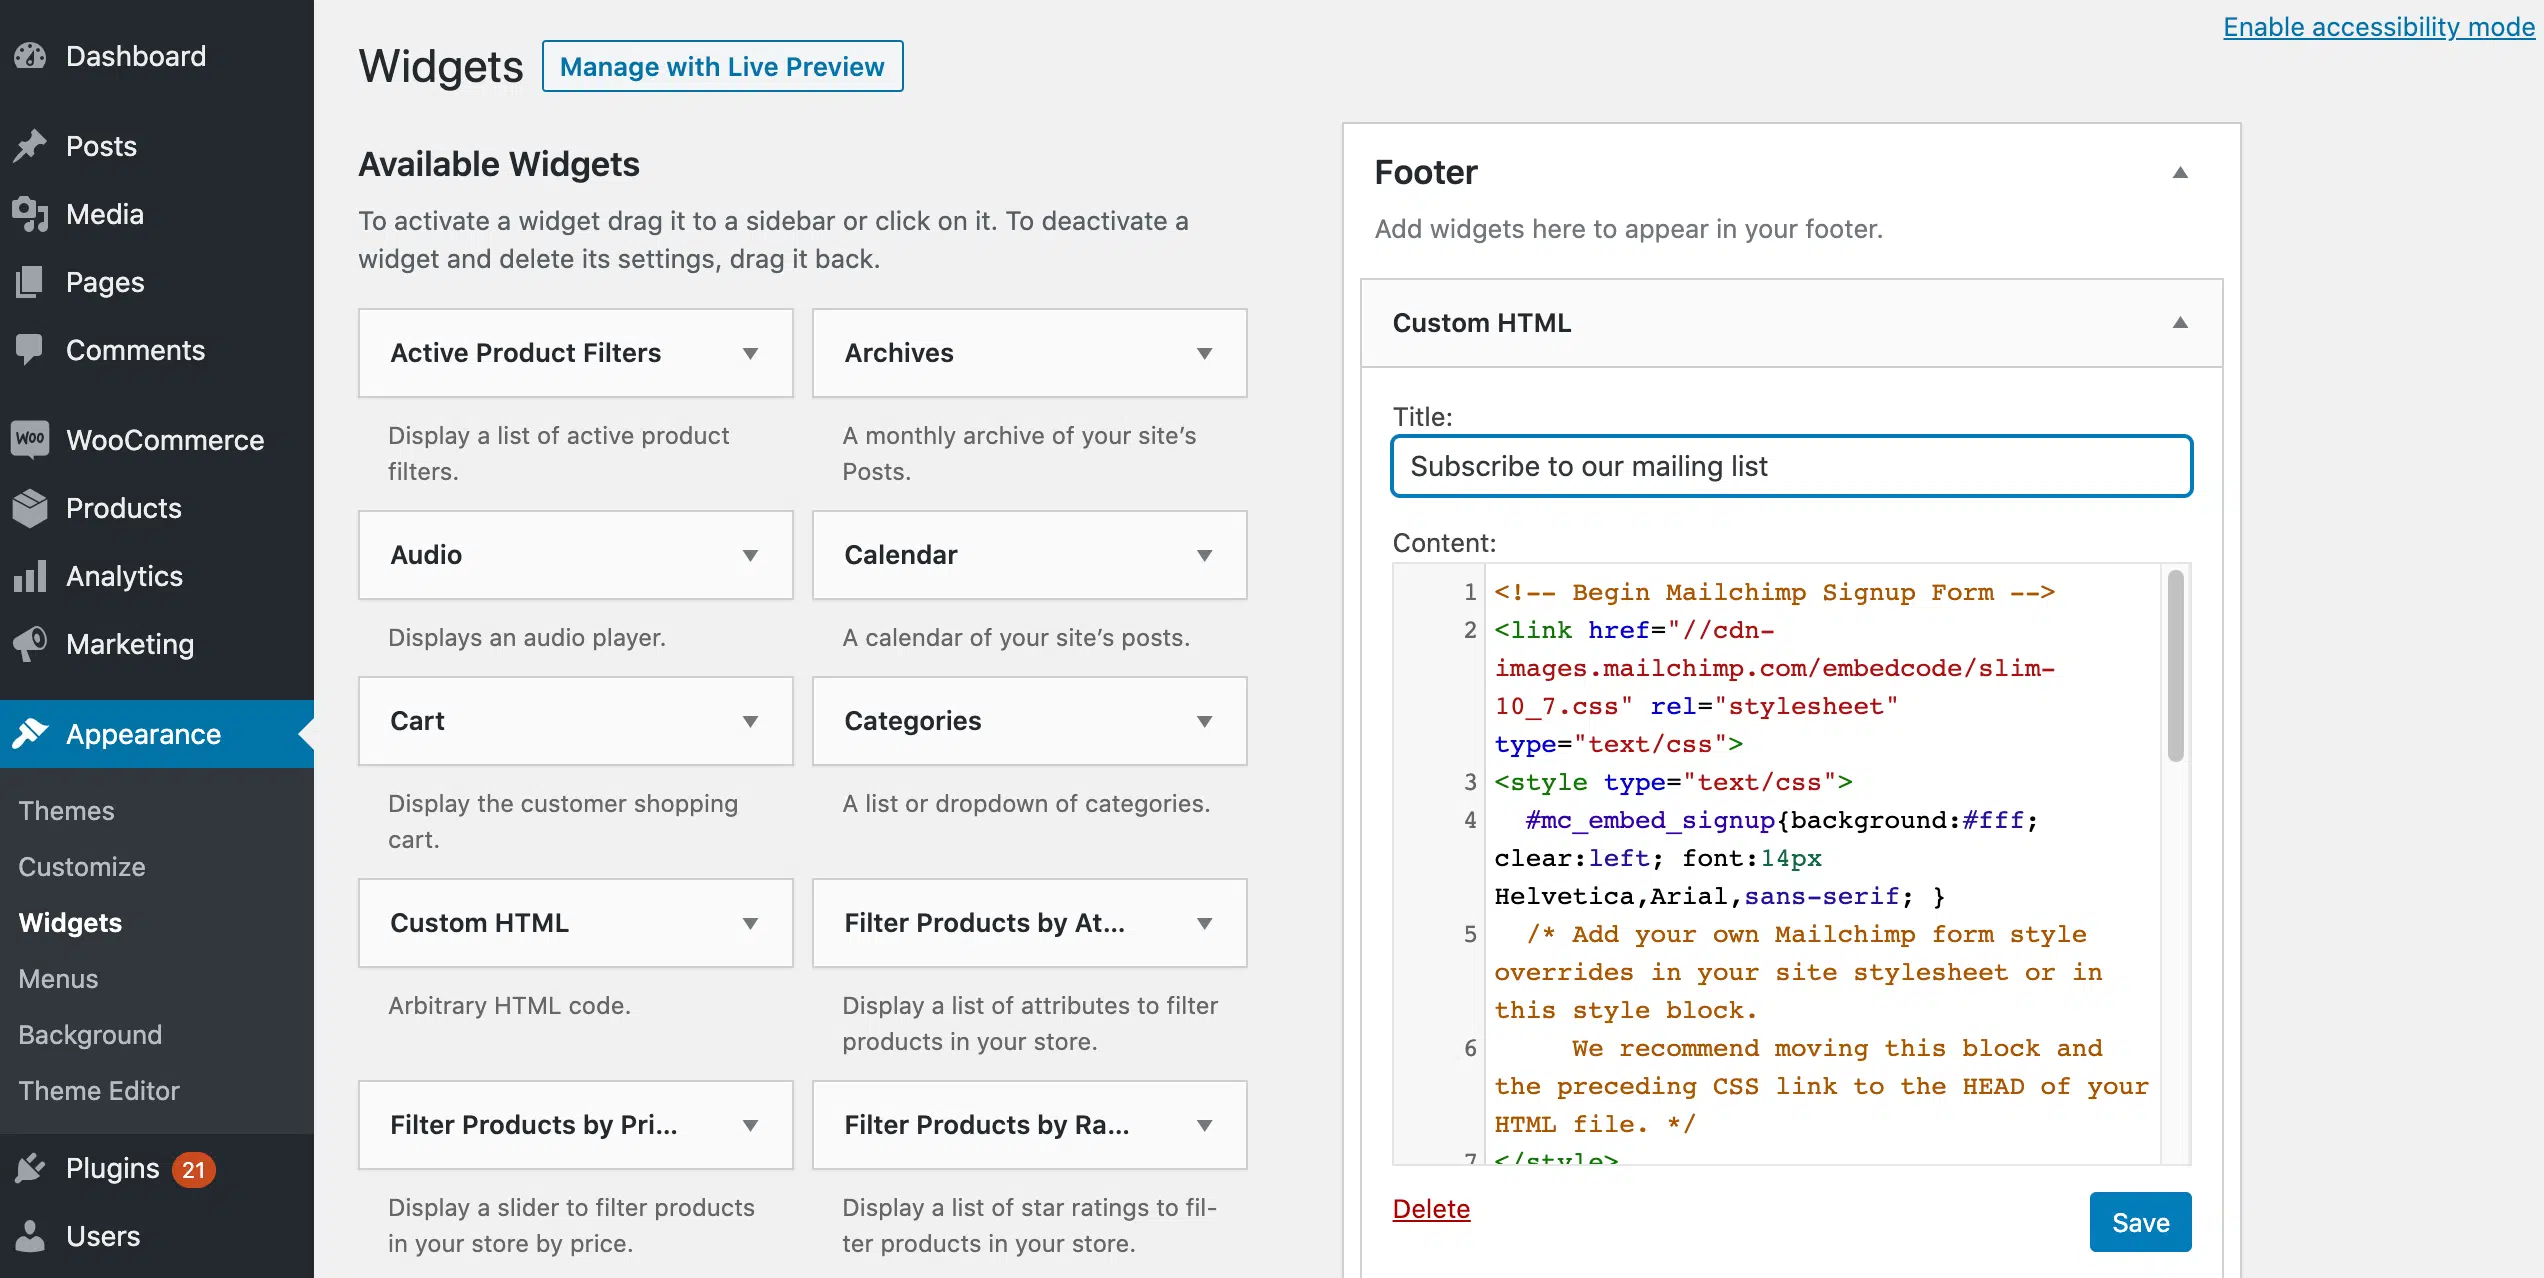 Dashboard
Posts
Media
Pages
Comments
WOO
WooCommerce
Products
Analytics
Marketing
Appearance
Themes
Customize
Widgets
Menus
Background
Theme Editor
Plugins 21
Users
Enable accessibility mode
Widgets
Manage with Live Preview
Available Widgets
To activate a widget drag it to a sidebar or click on it. To deactivate a
widget and delete its settings, drag it back.
Active Product Filters
Display a list of active product
filters.
Archives
A monthly archive of your site’s
Posts.
Audio
Displays an audio player.
Calendar
A calendar of your site’s posts.
Cart
Display the customer shopping
cart.
Categories
A list or dropdown of categories.
Custom HTML
Arbitrary HTML code.
Filter Products by At...
Display a list of attributes to filter
products in your store.
Filter Products by Pri...
Display a slider to filter products
in your store by price.
Filter Products by Ra...
Display a list of star ratings to fil-
ter products in your store.
Footer
Add widgets here to appear in your footer.
Custom HTML
Title:
Subscribe to our mailing list
Content:
1 <!-- Begin Mailchimp Signup Form -->
2 <link href="//cdn-
images.mailchimp.com/embedcode/slim-
10_7.css" rel="stylesheet"
type="text/css">
3 <style type="text/css">
4 #mc_embed_signup{background:#fff;
clear:left; font:14px
Helvetica,Arial,sans-serif; }
5 /* Add your own Mailchimp form style
overrides in your site stylesheet or in
this style block.
6 We recommend moving this block and
the preceding CSS link to the HEAD of your
HTML file. */
7 </style>
Delete
Save